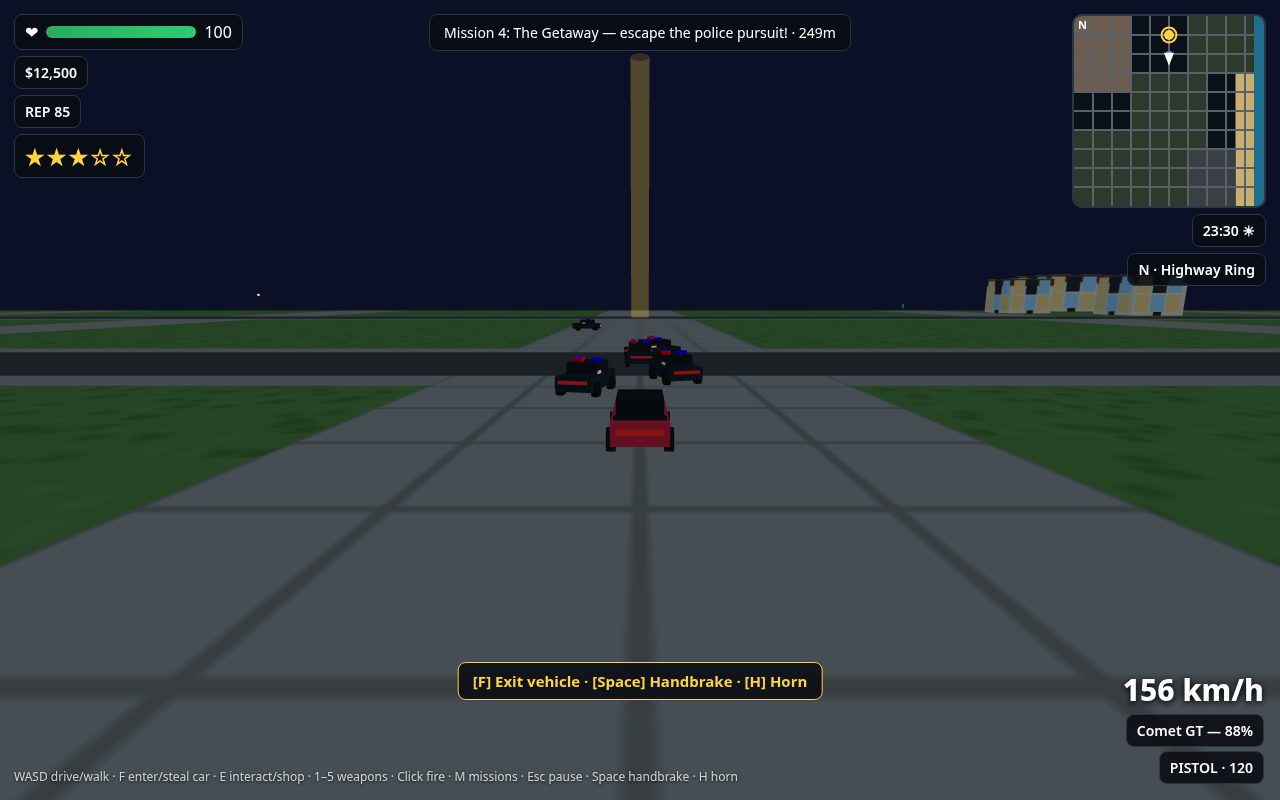 ❤ 100
Mission 4: The Getaway — escape the police pursuit! · 249m
N
$12,500
REP 85
★★★☆☆
23:30 ☀
N · Highway Ring
[F] Exit vehicle · [Space] Handbrake · [H] Horn
156 km/h
Comet GT — 88%
PISTOL · 120
WASD drive/walk · F enter/steal car · E interact/shop · 1–5 weapons · Click fire · M missions · Esc pause · Space handbrake · H horn